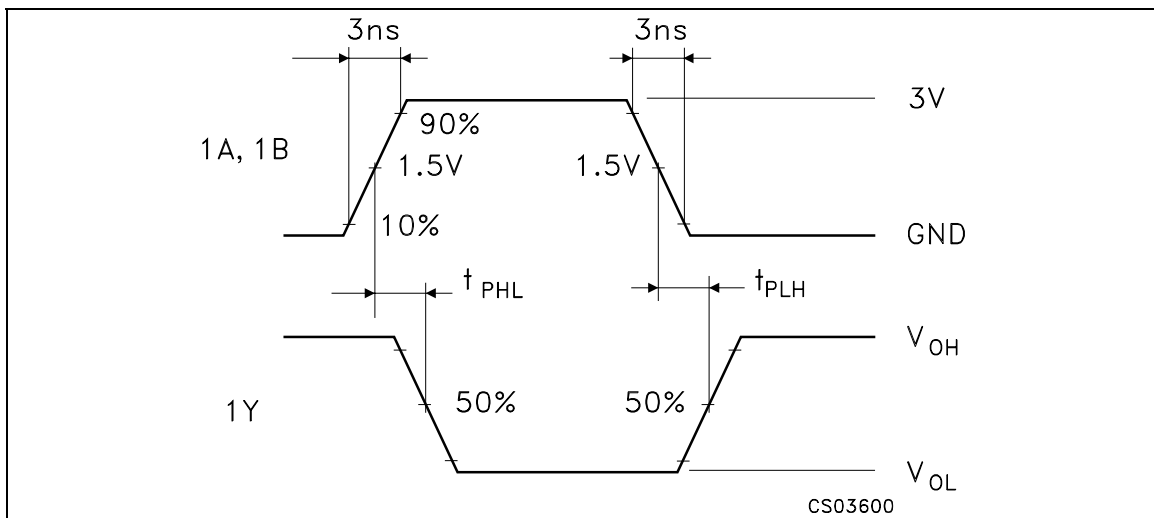 3ns 3ns
3V
90%
1A, 1B
1.5V 1.5V
10%
GND
t PHL tPLH
VOH
50% 50%
1Y
VOL
CS03600